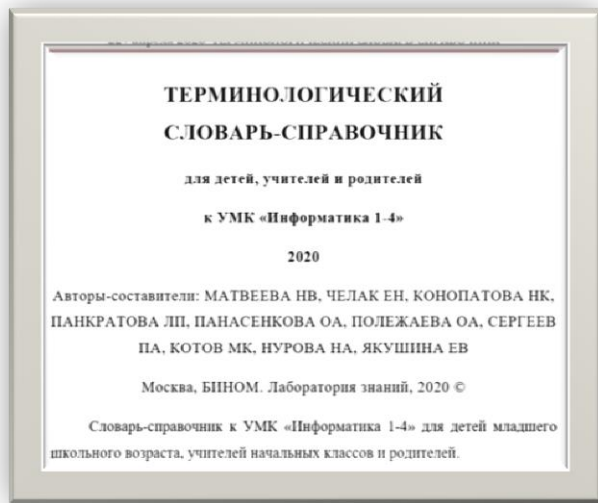 ТЕРМИНОЛОГИЧЕСКИЙ
СЛОВАРЬ-СПРАВОЧНИК
для детей, учителей и родителей
к УМК «Информатика 1-4»
2020
Авторы-составители: МАТВЕЕВА НВ, ЧЕЛАК ЕН, КОНОПАТОВА НК,
ПАНКРАТОВА ЛП, ПАНАСЕНКОВА ОА, ПОЛЕЖАЕВА ОА, СЕРГЕЕВ
ПА, КОТОВ МК, НУРОВА НА, ЯКУШИНА ЕВ
Москва, БИНОМ. Лаборатория знаний, 2020 ©
Словарь-справочник к УМК «Информатика 1-4» для детей младшего
школьного возраста, учителей начальных классов и родителей.